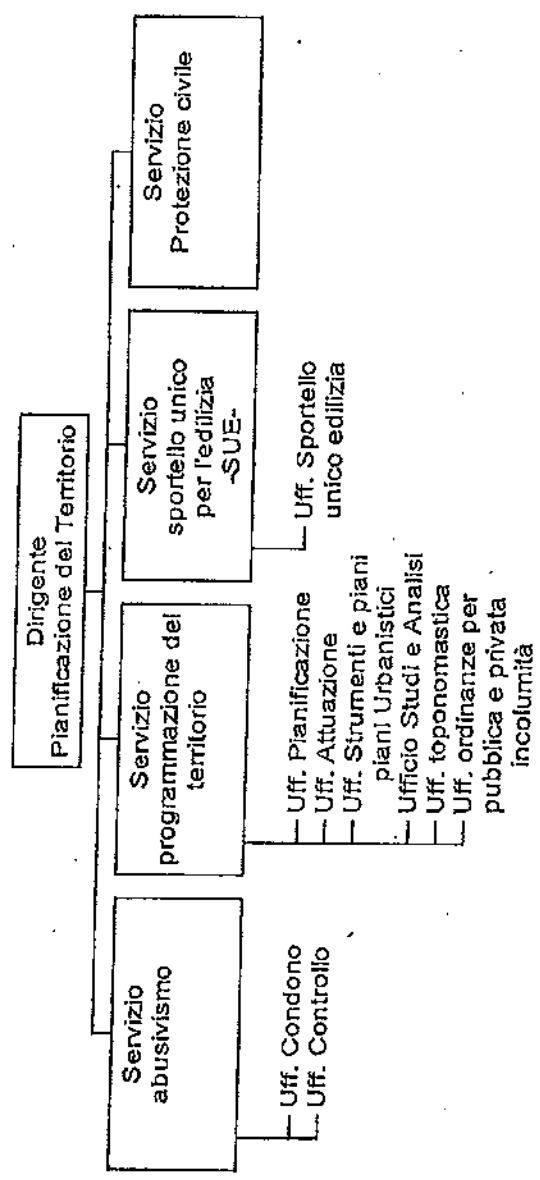 Dirigente
Pianificazione del Territorio
Servizio
abusivismo
Uff. Condono
Uff. Controllo
Servizio
programmazione del
territorio
Uff. Pianificazione
Uff. Attuazione
Uff. Strumenti e piani
piani Urbanistici
Ufficio Studi e Analisi
Uff. toponomastica
Uff. ordinanze per
pubblica e privata
incolumità
Servizio
sportello unico
per l'edilizia
-SUE-
Uff. Sportello
unico edilizia
Servizio
Protezione civile